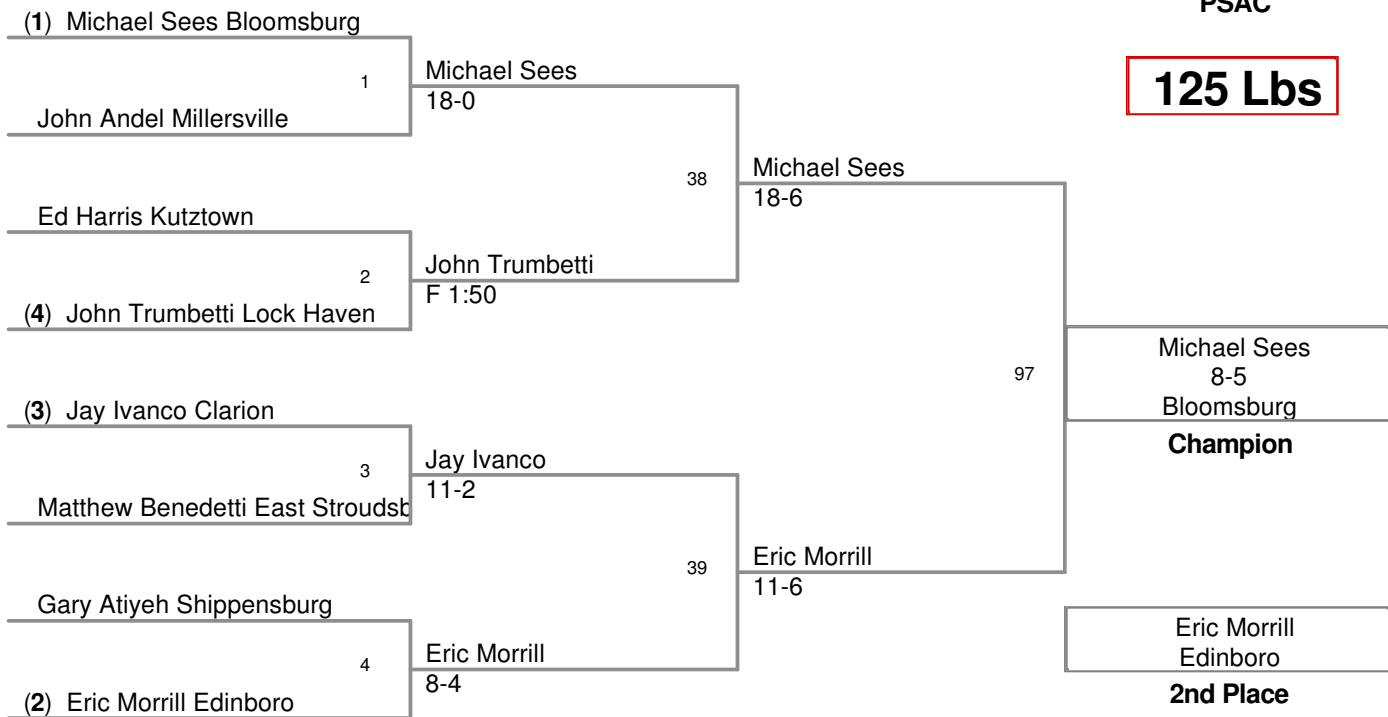 PSAC
125 Lbs
(1) Michael Sees Bloomsburg
1
John Andel Millersville
Michael Sees
18-0
Ed Harris Kutztown
2
(4) John Trumbetti Lock Haven
John Trumbetti
F 1:50
38
Michael Sees
18-6
(3) Jay Ivanco Clarion
3
Matthew Benedetti East Stroudsb
Jay Ivanco
11-2
Gary Atiyeh Shippensburg
4
(2) Eric Morrill Edinboro
Eric Morrill
8-4
39
Eric Morrill
11-6
97
Michael Sees
8-5
Bloomsburg
Champion
Eric Morrill
Edinboro
2nd Place